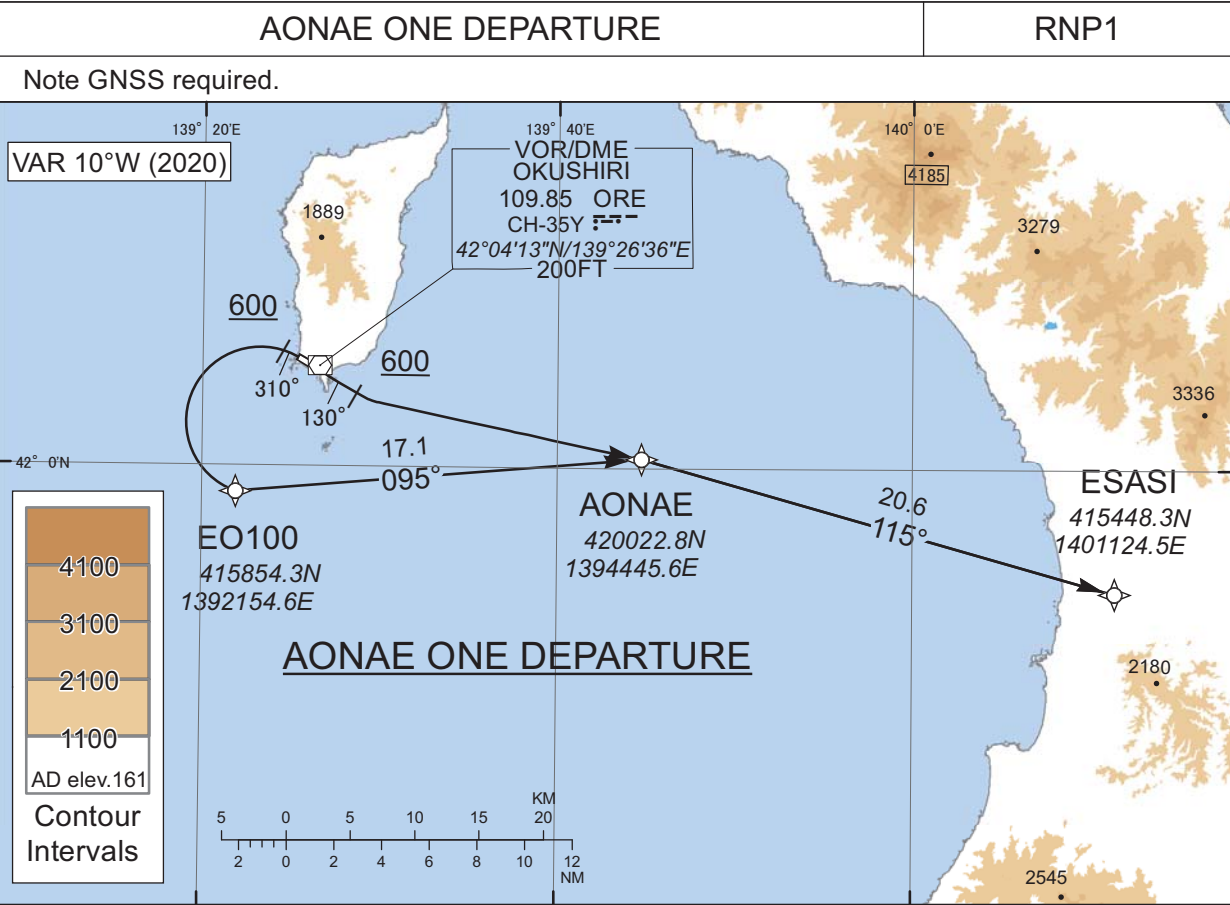 AONAE ONE DEPARTURE
RNP1
Note GNSS required.
139° 20'E
139° 40'E
140° 0'E
VAR 10°W (2020)
VOR/DME
OKUSHIRI
109.85 ORE
CH-35Y
42°04'13"N/139°26'36"E
200FT
4185
1889
3279
600
600
310°
130°
3336
42° 0'N
17.1
095°
EO100
415854.3N
1392154.6E
AONAE
420022.8N
1394445.6E
20.6
115°
ESASI
415448.3N
1401124.5E
4100
3100
2100
1100
AD elev.161
Contour
Intervals
AONAE ONE DEPARTURE
2180
KM
5 0 5 10 15 20
2 0 2 4 6 8 10 12
NM
2545